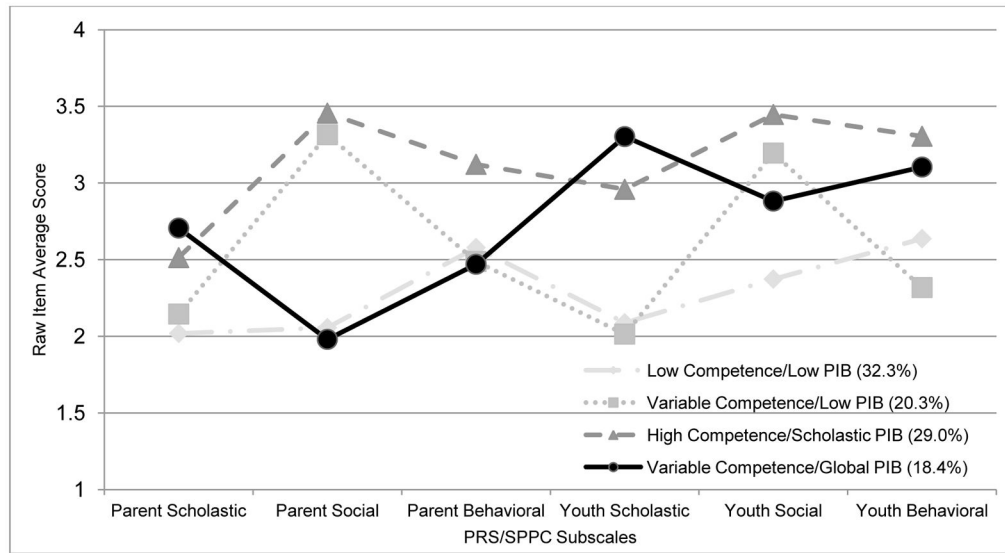 4
3.5
3
2.5
2
1.5
1
Raw Item Average Score
Low Competence/Low PIB (32.3%)
Variable Competence/Low PIB (20.3%)
High Competence/Scholastic PIB (29.0%)
Variable Competence/Global PIB (18.4%)
Parent Scholastic Parent Social Parent Behavioral Youth Scholastic Youth Social Youth Behavioral
PRS/SPPC Subscales